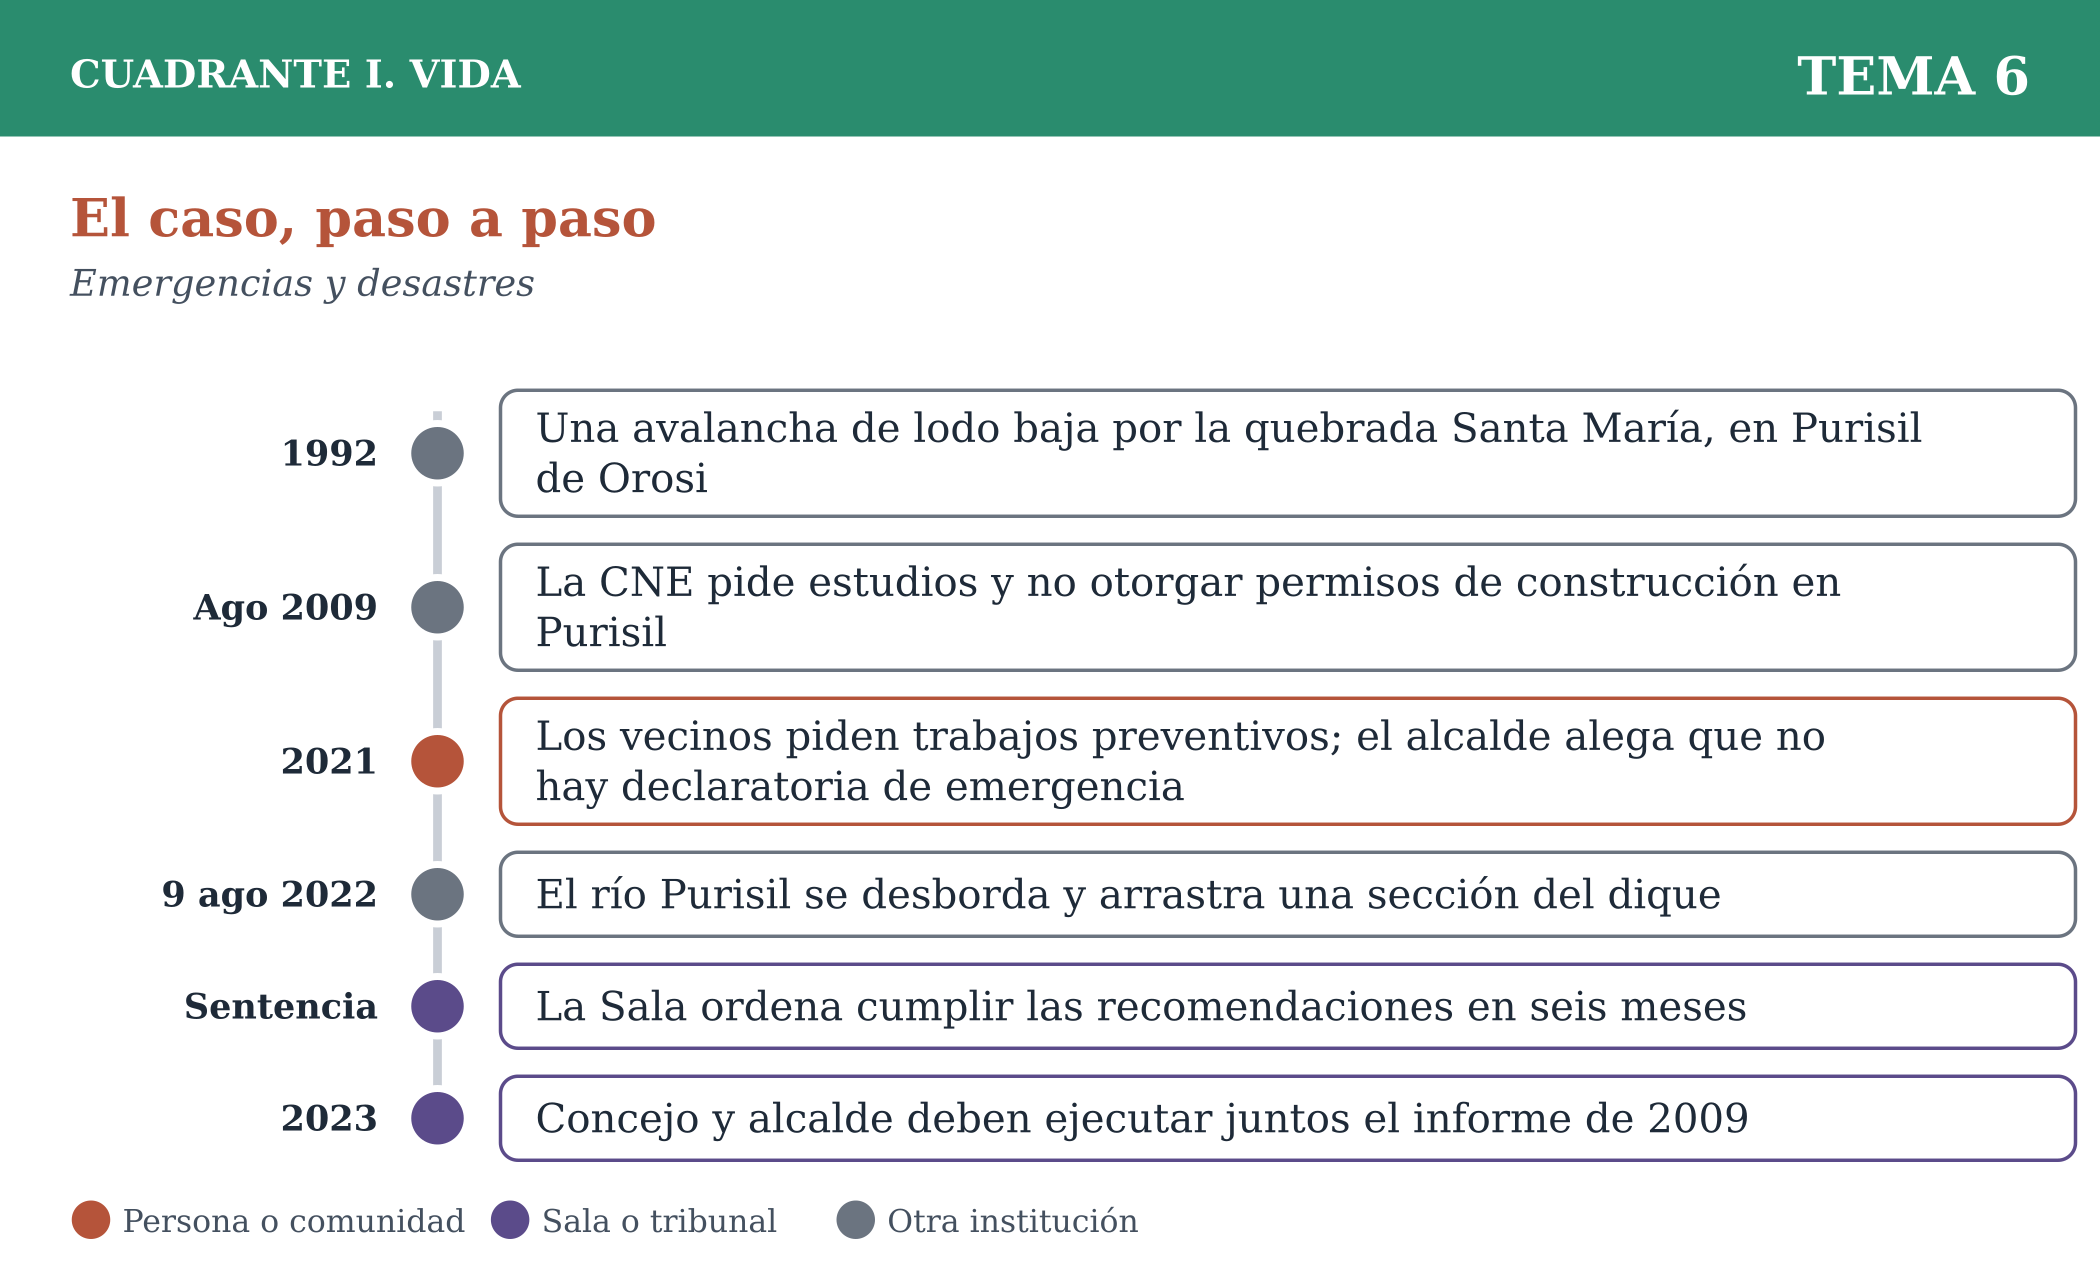 CUADRANTE I. VIDA
TEMA 6
El caso, paso a paso
Emergencias y desastres
1992
Una avalancha de lodo baja por la quebrada Santa María, en Purisil
de Orosi
Ago 2009
La CNE pide estudios y no otorgar permisos de construcción en
Purisil
2021
Los vecinos piden trabajos preventivos; el alcalde alega que no
hay declaratoria de emergencia
9 ago 2022
El río Purisil se desborda y arrastra una sección del dique
Sentencia
La Sala ordena cumplir las recomendaciones en seis meses
2023
Concejo y alcalde deben ejecutar juntos el informe de 2009
Persona o comunidad
Sala o tribunal
Otra institución